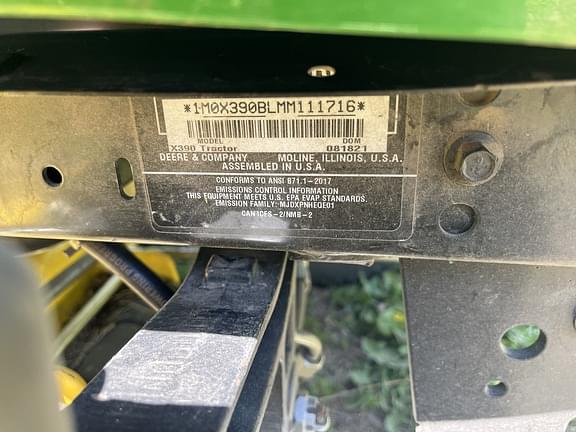 *1M0X390BLMM111716*
MODEL DOM
X390 Tractor 081821
DEERE & COMPANY MOLINE, ILLINOIS, U.S.A.
ASSEMBLED IN U.S.A.
CONFORMS TO ANSI B71.1-2017
EMISSIONS CONTROL INFORMATION
THIS EQUIPMENT MEETS U.S. EPA EVAP STANDARDS.
EMISSION FAMILY: MJDXPNHEQE01
CAN ICES-2/NMB-2